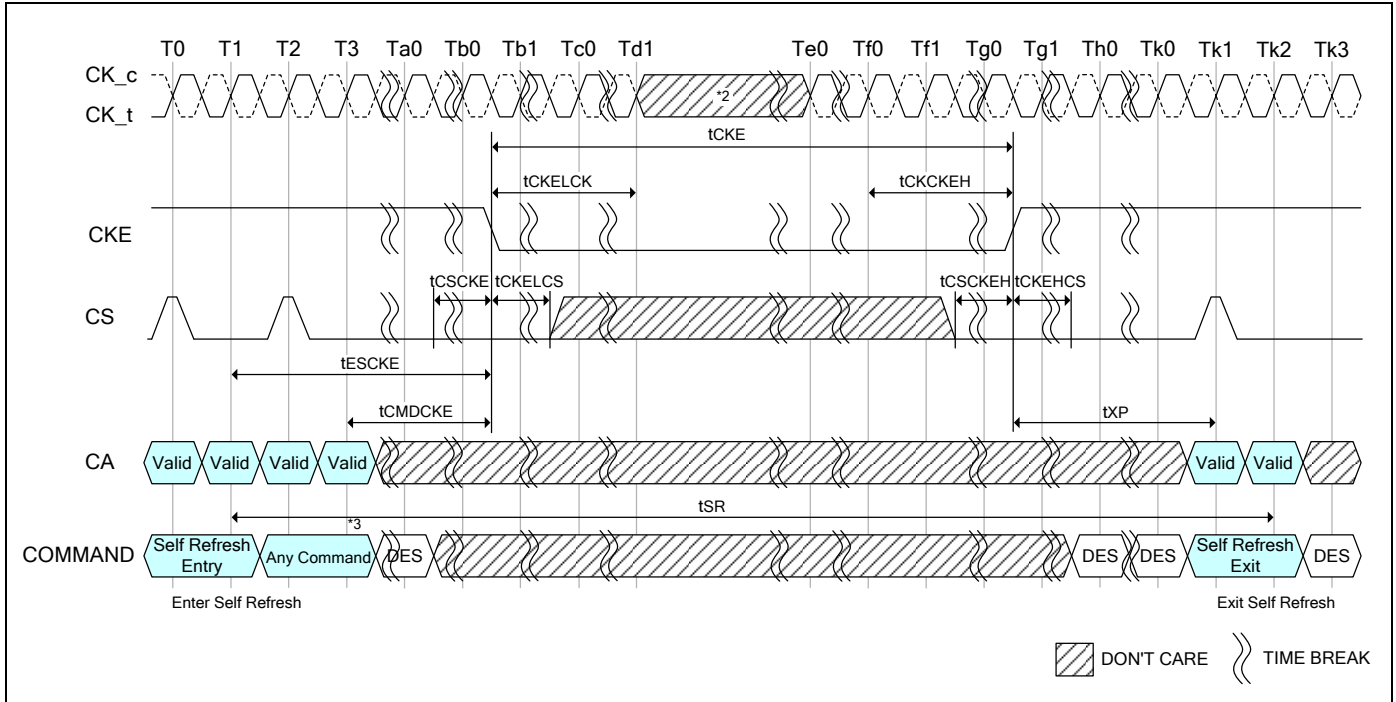 T0 T1 T2 T3 Ta0 Tb0 Tb1 Tc0 Td1 Te0 Tf0 Tf1 Tg0 Tg1 Th0 Tk0 Tk1 Tk2 Tk3
CK_c
*2
CK_t
tCKE
tCKELCK tCKCKEH
CKE
tCSCKE tCKELCS tCSCKEH tCKEHCS
CS
tESCKE
tCMDCKE tXP
CA Valid Valid Valid Valid Valid Valid
tSR
*3
COMMAND Self Refresh Entry Any Command DES DES DES Self Refresh Exit DES
Enter Self Refresh Exit Self Refresh
DON'T CARE TIME BREAK